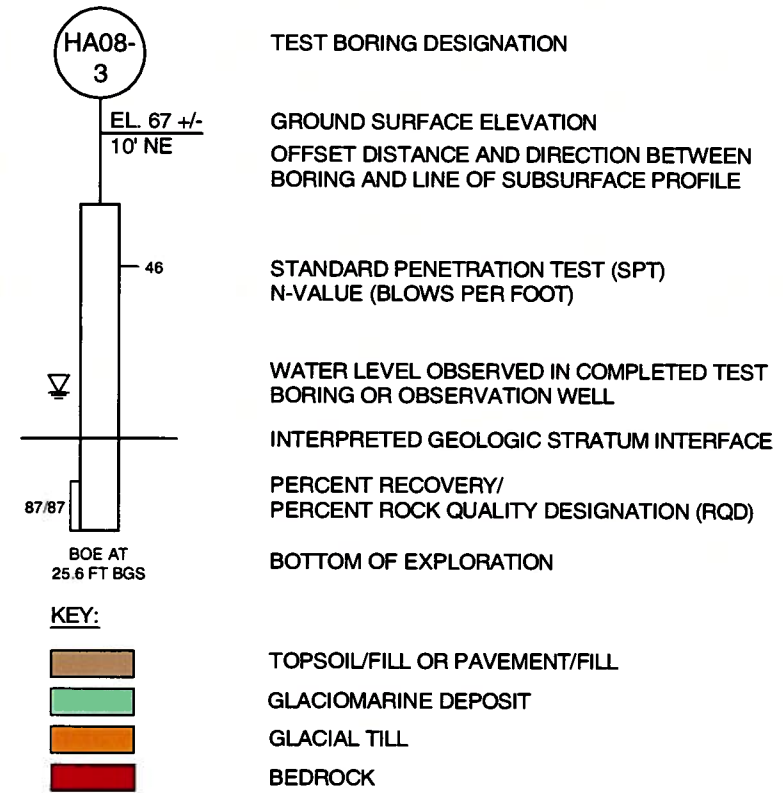 HA08-
3
TEST BORING DESIGNATION
EL. 67 +/-
10' NE
GROUND SURFACE ELEVATION
OFFSET DISTANCE AND DIRECTION BETWEEN
BORING AND LINE OF SUBSURFACE PROFILE
46
STANDARD PENETRATION TEST (SPT)
N-VALUE (BLOWS PER FOOT)
WATER LEVEL OBSERVED IN COMPLETED TEST
BORING OR OBSERVATION WELL
INTERPRETED GEOLOGIC STRATUM INTERFACE
87/87
PERCENT RECOVERY/
PERCENT ROCK QUALITY DESIGNATION (RQD)
BOE AT
25.6 FT BGS
BOTTOM OF EXPLORATION
KEY:
TOPSOIL/FILL OR PAVEMENT/FILL
GLACIOMARINE DEPOSIT
GLACIAL TILL
BEDROCK